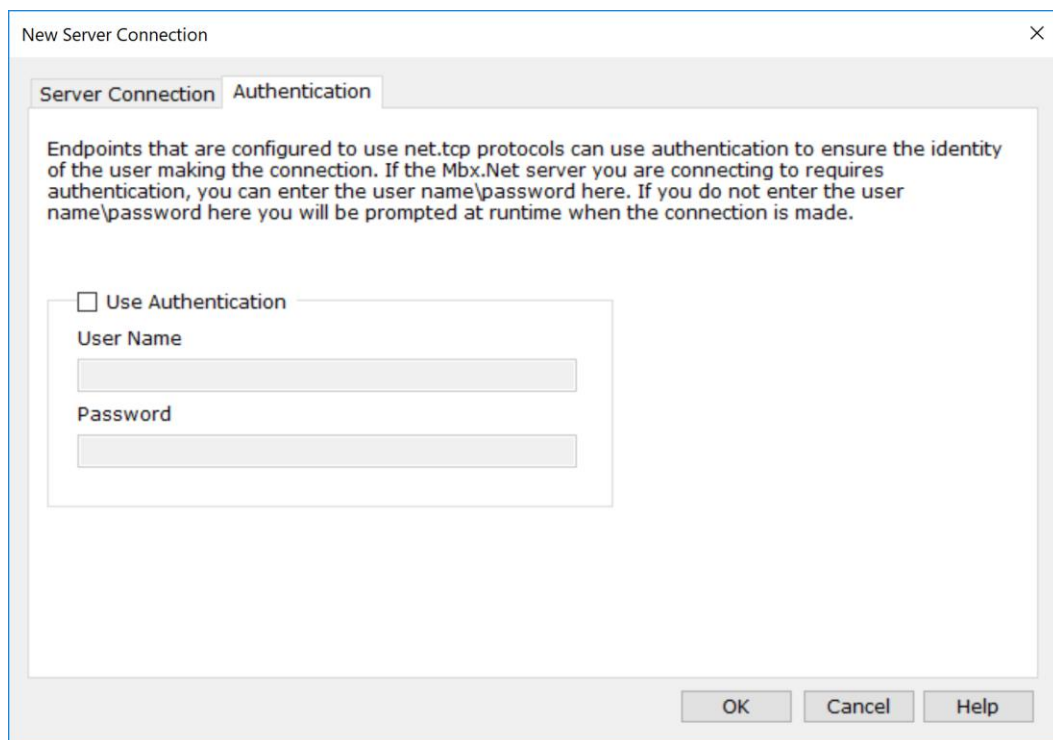 New Server Connection
Server Connection
Authentication
Endpoints that are configured to use net.tcp protocols can use authentication to ensure the identity
of the user making the connection. If the Mbx.Net server you are connecting to requires
authentication, you can enter the user name\password here. If you do not enter the user
name\password here you will be prompted at runtime when the connection is made.
Use Authentication
User Name
Password
OK
Cancel
Help